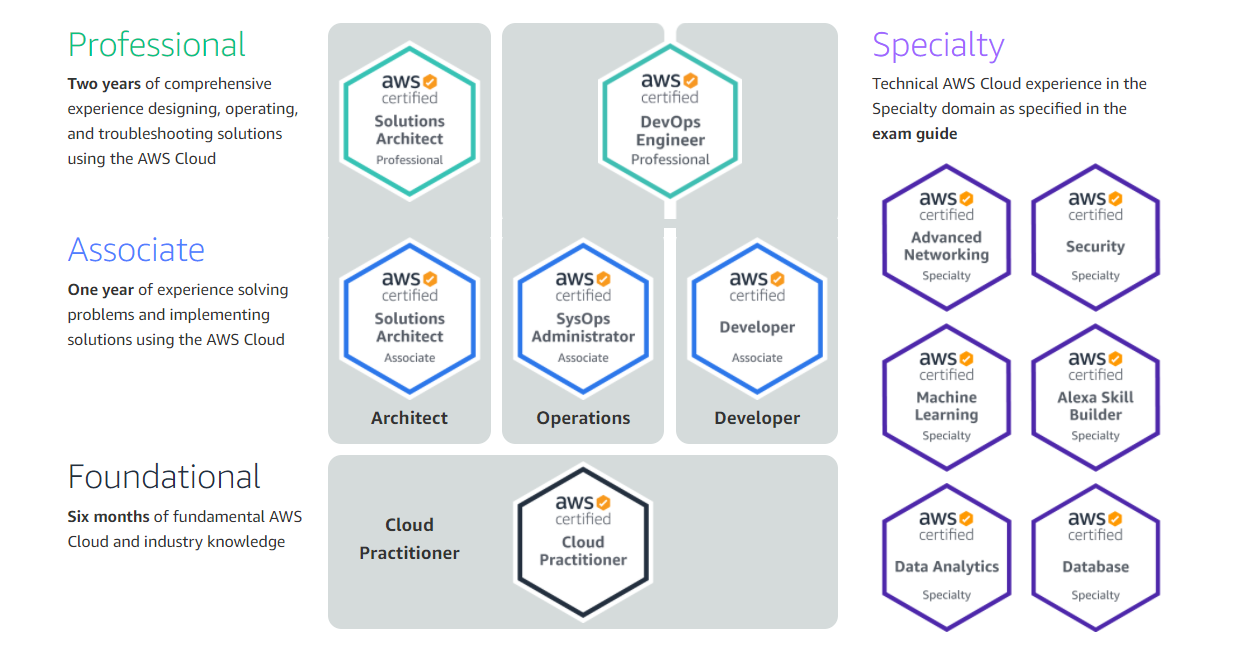 Professional
Two years of comprehensive
experience designing, operating,
and troubleshooting solutions
using the AWS Cloud
aws
certified
Solutions
Architect
Professional
aws
certified
DevOps
Engineer
Professional
Associate
One year of experience solving
problems and implementing
solutions using the AWS Cloud
aws
certified
Solutions
Architect
Associate
Architect
aws
certified
SysOps
Administrator
Associate
Operations
aws
certified
Developer
Associate
Developer
Foundational
Six months of fundamental AWS
Cloud and industry knowledge
Cloud
Practitioner
aws
certified
Cloud
Practitioner
Specialty
Technical AWS Cloud experience in the
Specialty domain as specified in the
exam guide
aws
certified
Advanced
Networking
Specialty
aws
certified
Security
Specialty
aws
certified
Machine
Learning
Specialty
aws
certified
Alexa Skill
Builder
Specialty
aws
certified
Data Analytics
Specialty
aws
certified
Database
Specialty